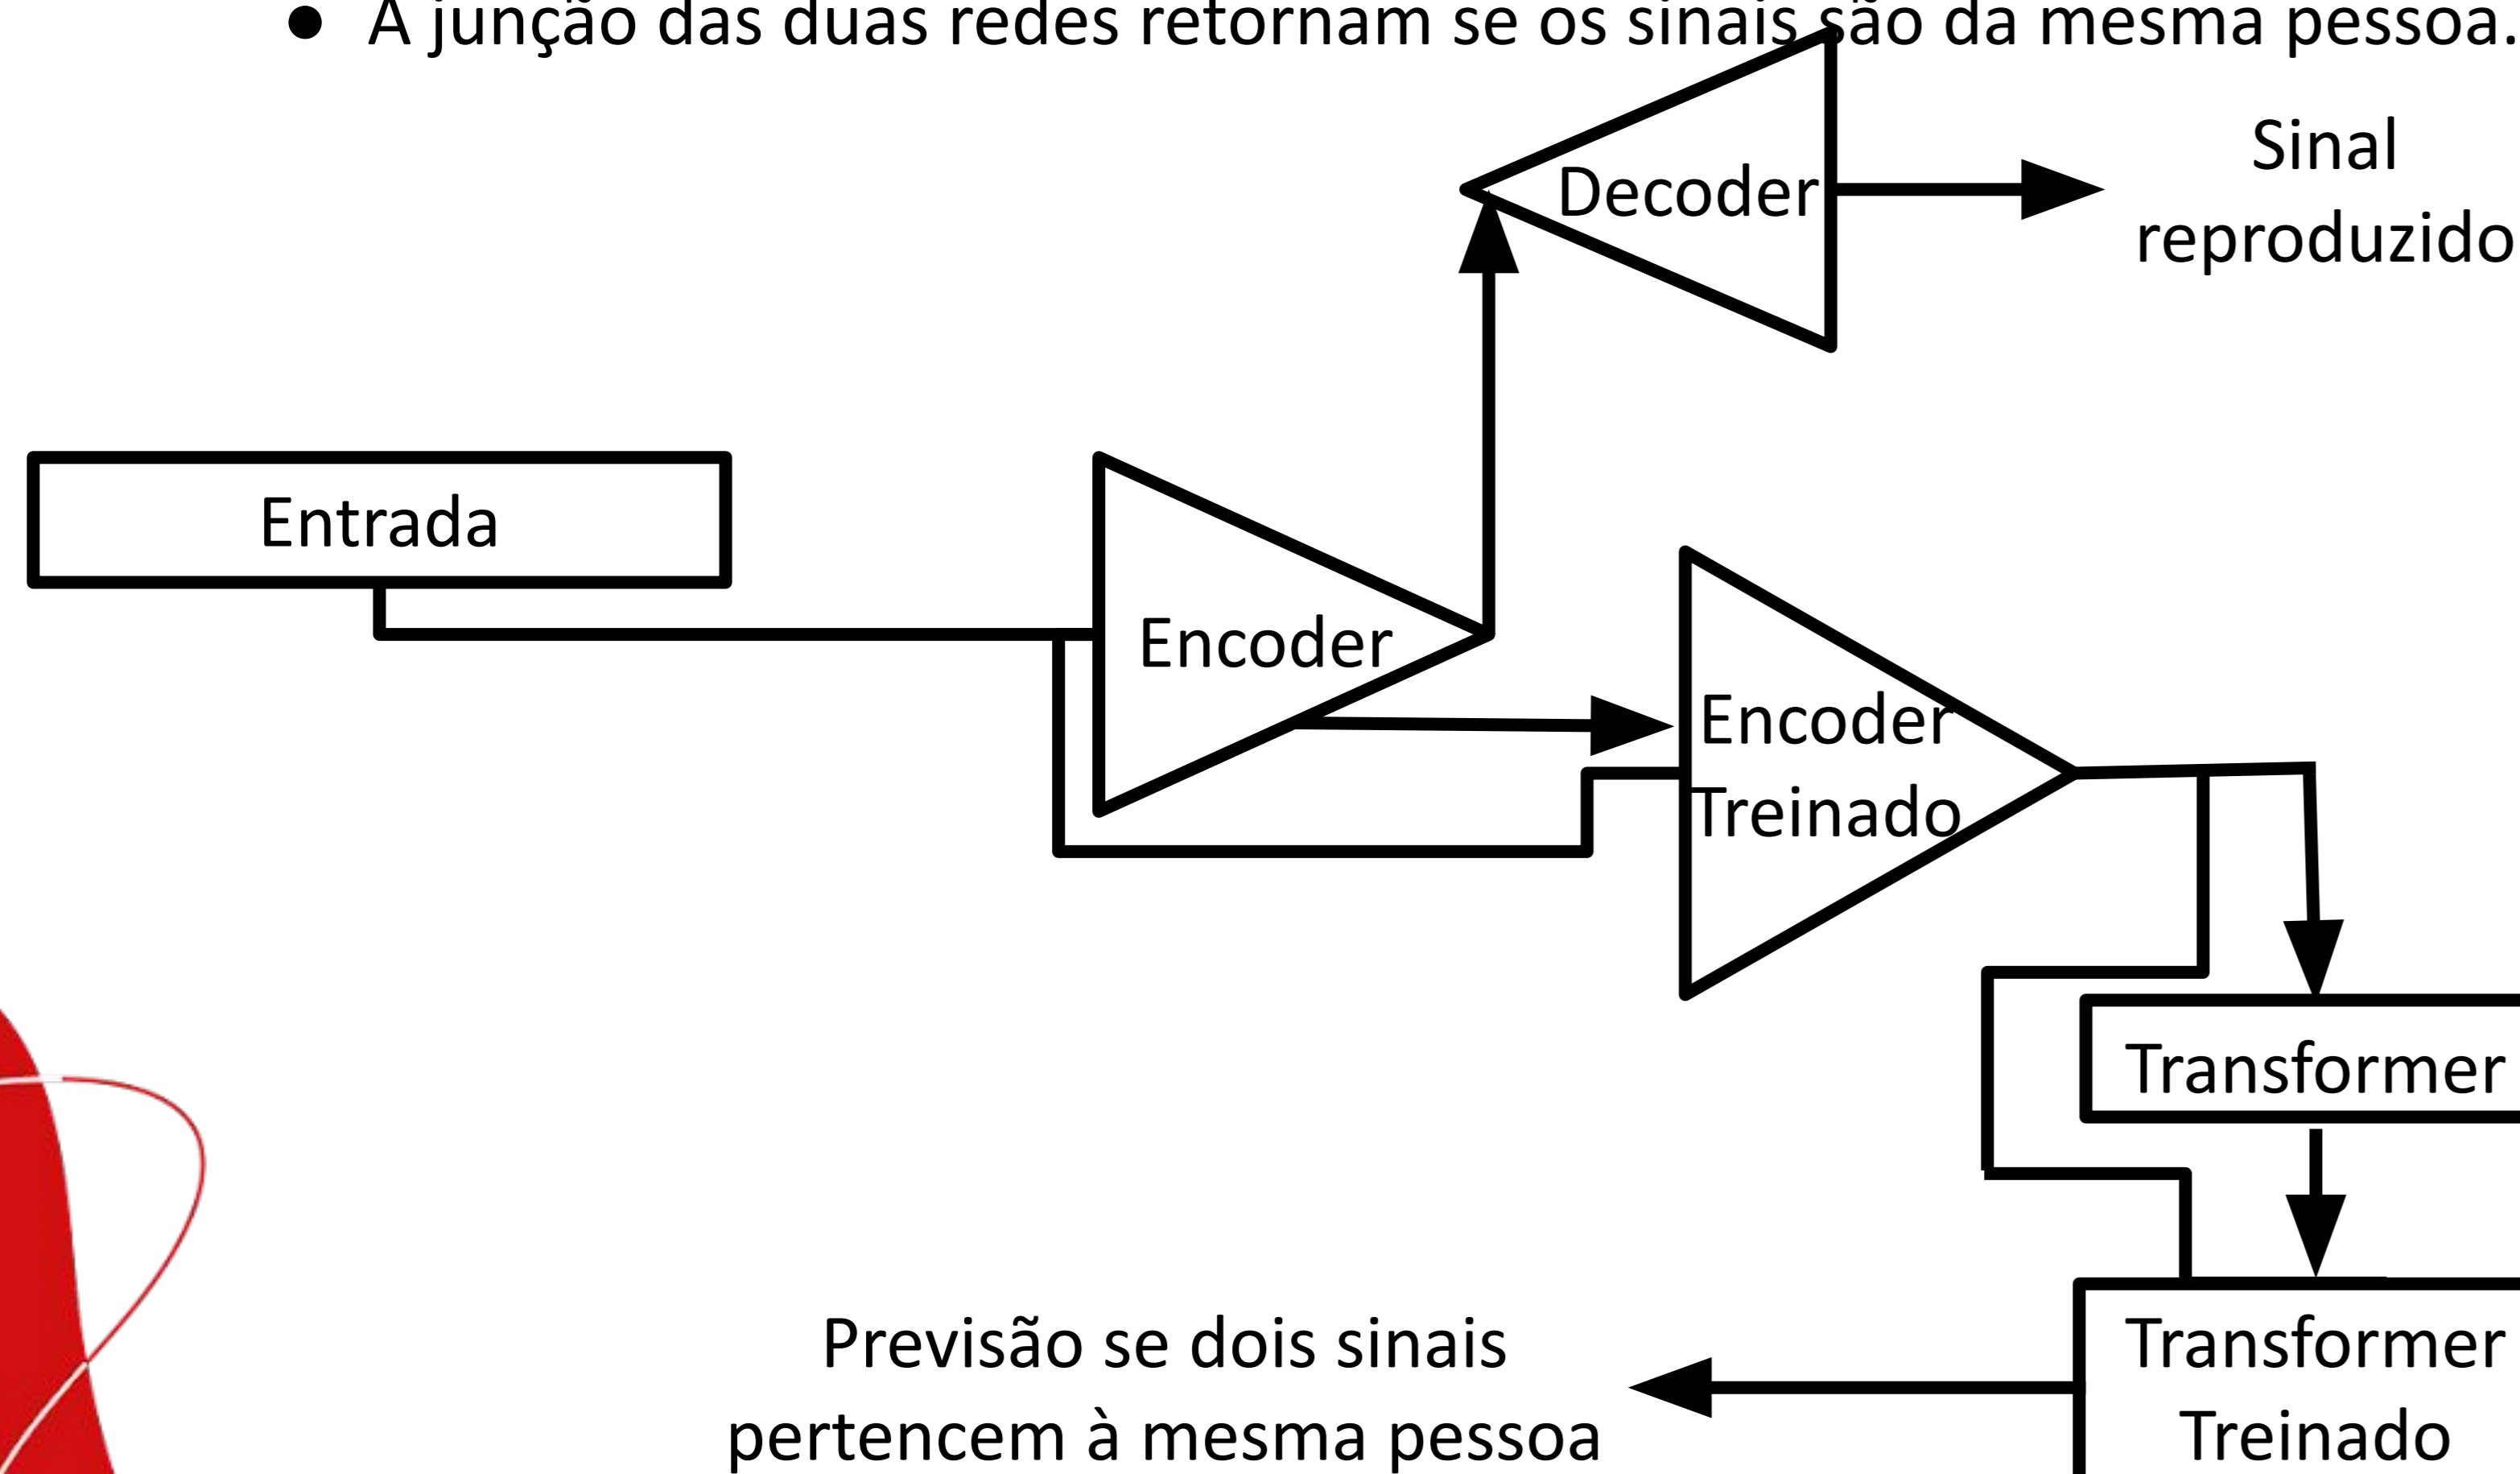 ● A junção das duas redes retornam se os sinais são da mesma pessoa.
Decoder
Sinal
reproduzido
Entrada
Encoder
Encoder
Treinado
Transformer
Transformer
Treinado
Previsão se dois sinais
pertencem à mesma pessoa